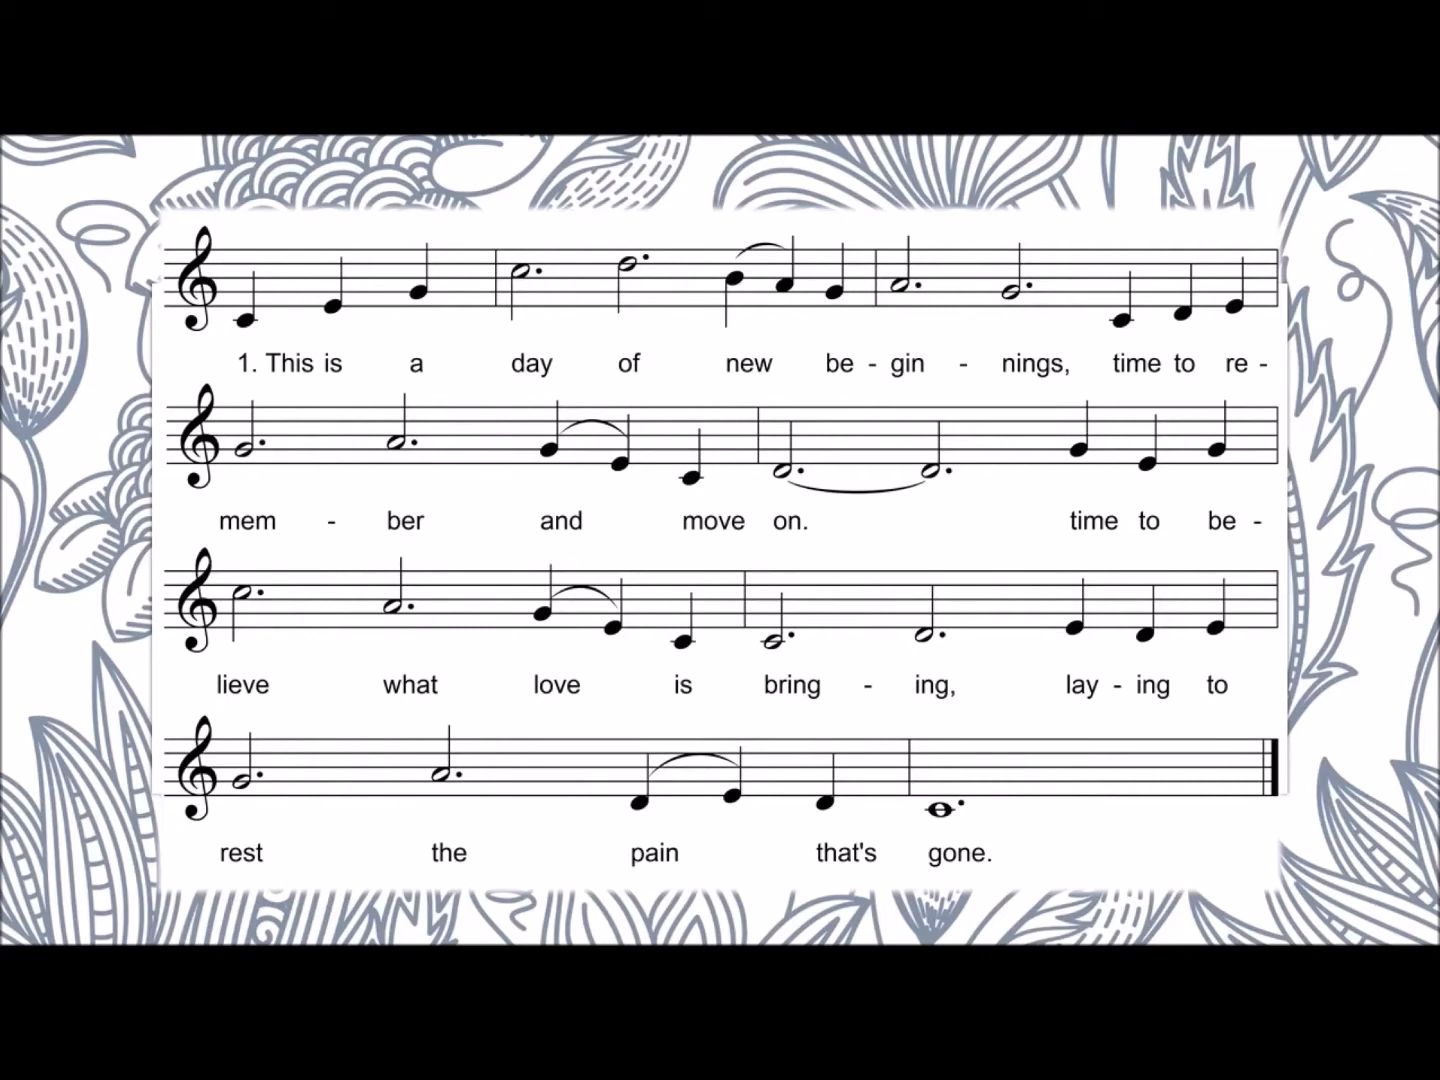 1. This is a day of new be - gin - nings, time to re -
mem - ber and move on. time to be -
lieve what love is bring - ing, lay - ing to
rest the pain that's gone.